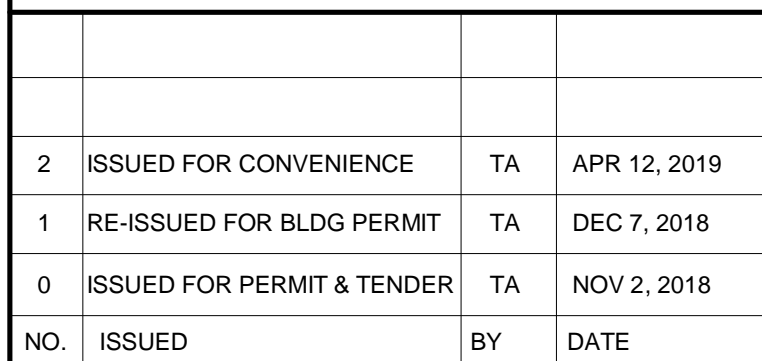 2 ISSUED FOR CONVENIENCE TA APR 12, 2019
1 RE-ISSUED FOR BLDG PERMIT TA DEC 7, 2018
0 ISSUED FOR PERMIT & TENDER TA NOV 2, 2018
NO. ISSUED BY DATE